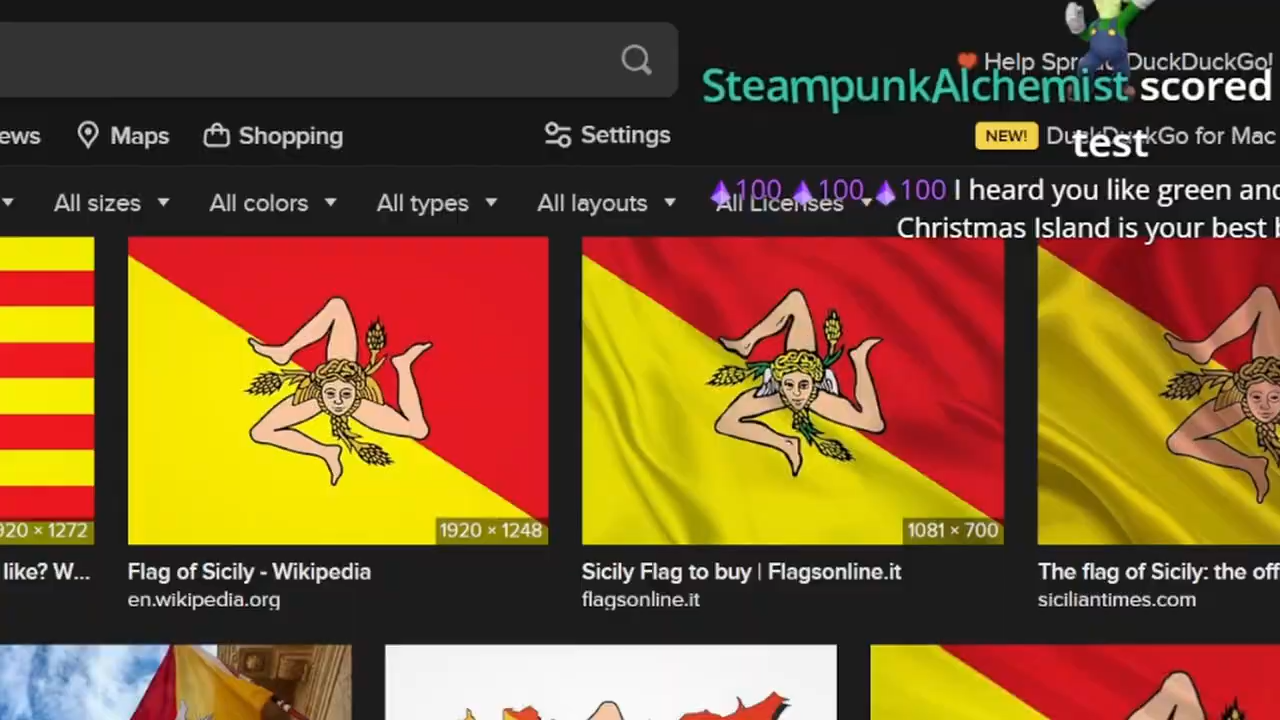 Help Spre DuckDuckGo!
SteampunkAlchemist scored
ews Maps Shopping Settings
NEW! DuckDuckGo for Mac
test
All sizes All colors All types All layouts All Licenses
100 100 100 I heard you like green and
Christmas Island is your best b
920 × 1272
1920 × 1248
1081 × 700
like? W...
Flag of Sicily - Wikipedia
en.wikipedia.org
Sicily Flag to buy | Flagsonline.it
flagsonline.it
The flag of Sicily: the off
siciliantimes.com